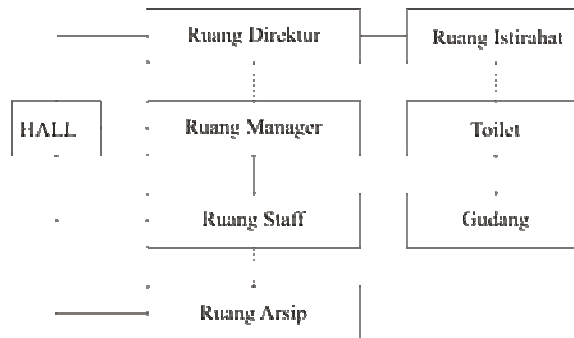 Ruang Direktur
Ruang Istirahat
HALL
Ruang Manager
Toilet
Ruang Staff
Gudang
Ruang Arsip